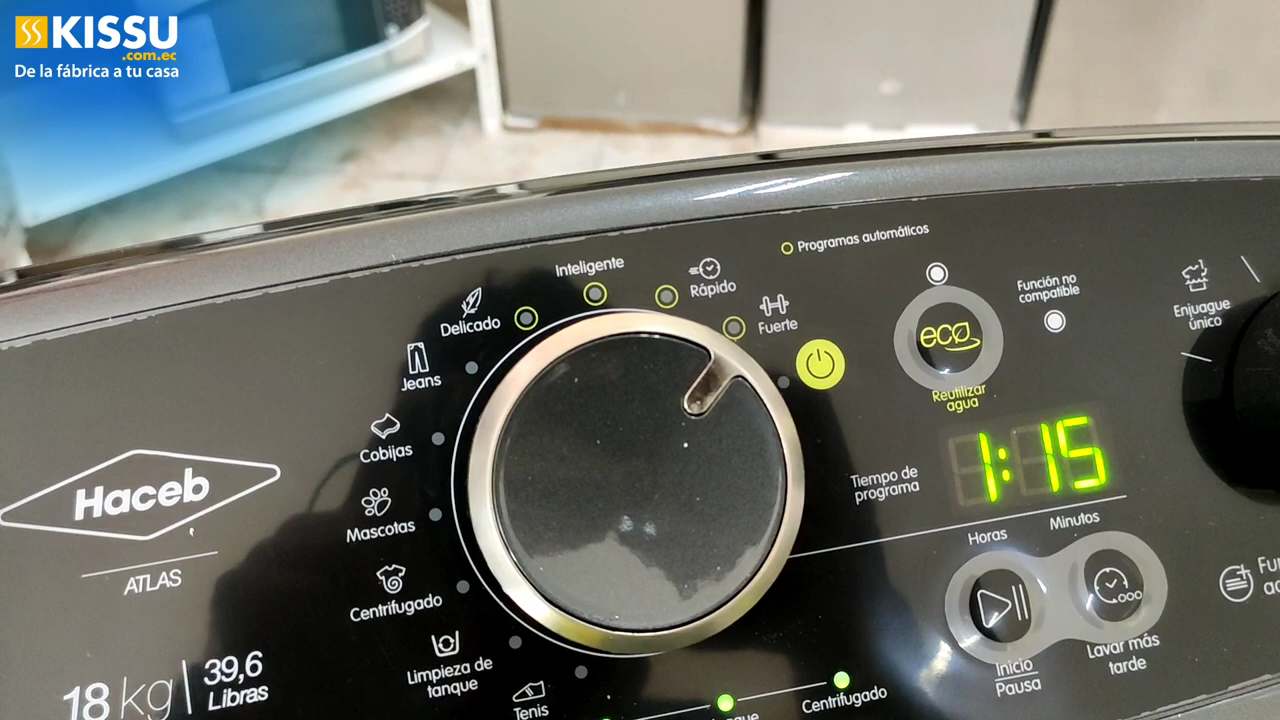 KISSU
.com.ec
De la fábrica a tu casa
Programas automáticos
Inteligente
Rápido
Delicado
Fuerte
Jeans
Cobijas
Mascotas
Centrifugado
Limpieza de
tanque
Tenis
Haceb
ATLAS
18 kg
39,6
Libras
eco
Reutilizar
agua
Función no
compatible
Enjuague
único
Tiempo de
programa
1:15
Horas
Minutos
Inicio
Pausa
Lavar más
tarde
Centrifugado